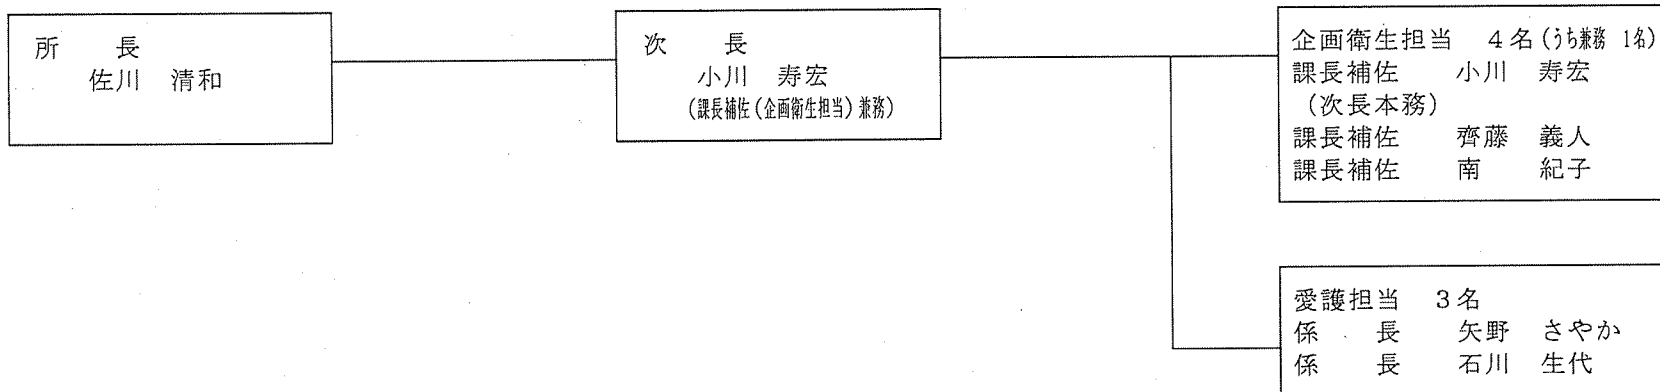 所　　長
佐川　清和
次　　長
小川　寿宏
(課長補佐(企画衛生担当)兼務)
企画衛生担当　４名(うち兼務 1名)
課長補佐　　小川　寿宏
(次長本務)
課長補佐　　齊藤　義人
課長補佐　　南　　紀子
愛護担当　３名
係　　長　　矢野　さやか
係　　長　　石川　生代